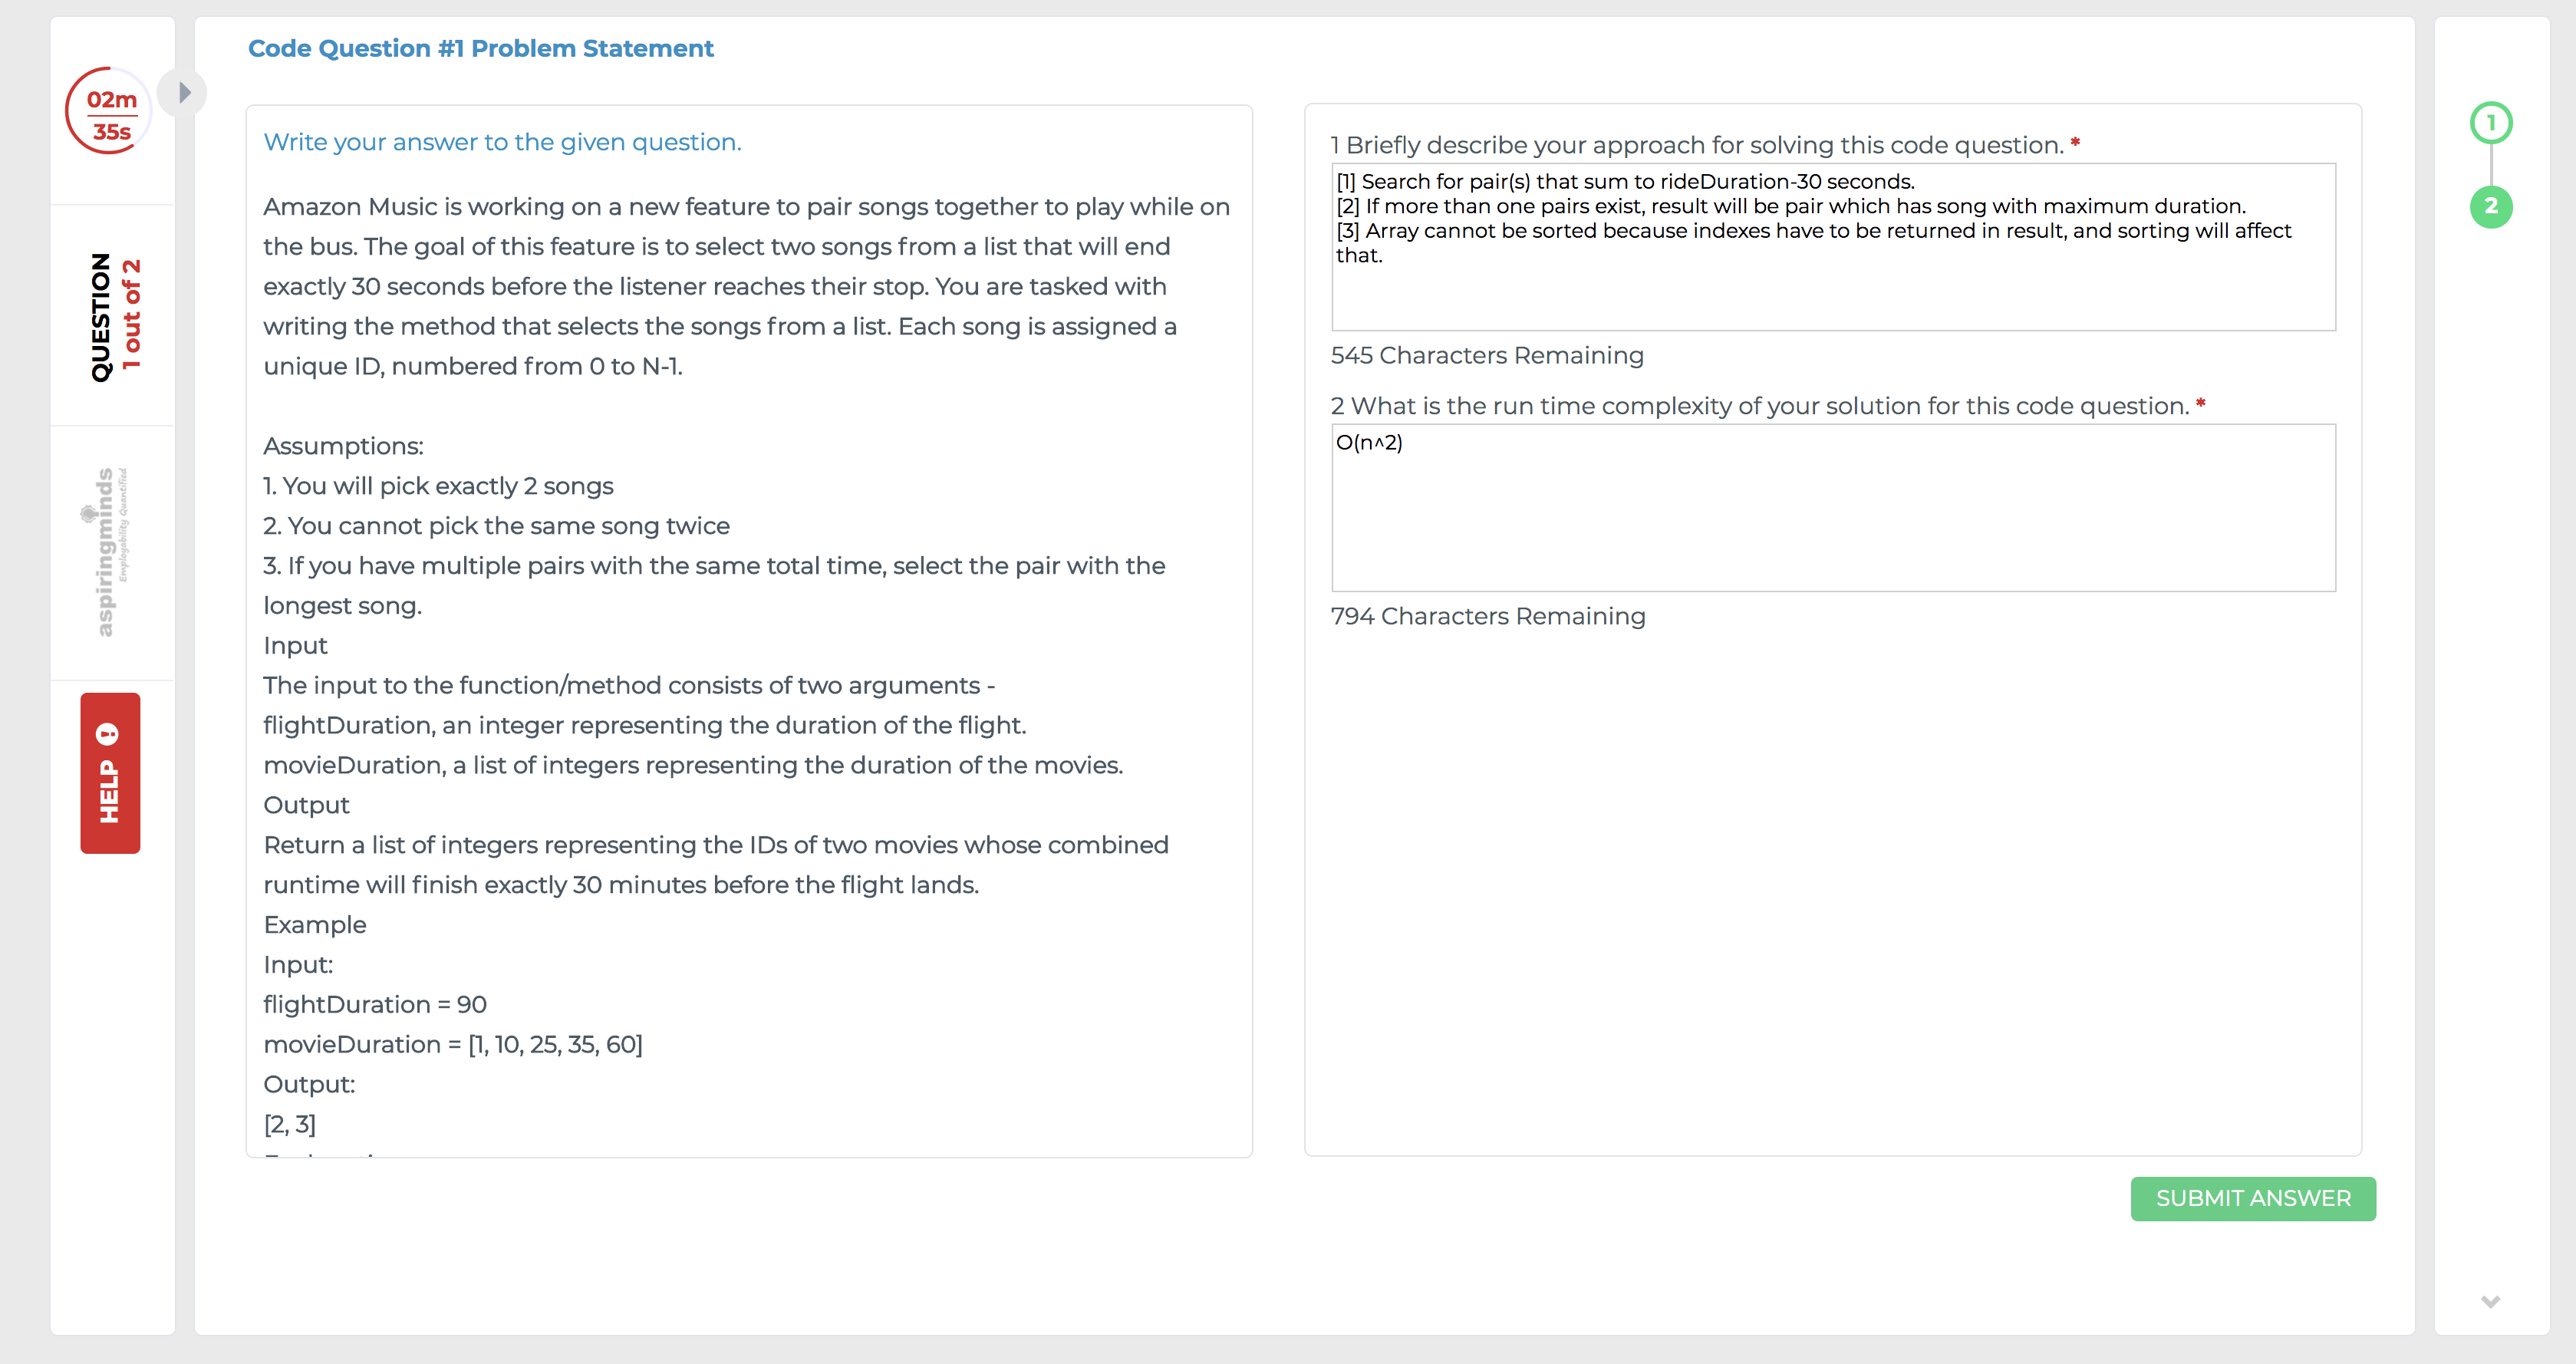 Code Question #1 Problem Statement
02m
35s
QUESTION
1 out of 2
aspiringminds
Employability Quantified
HELP
Write your answer to the given question.
Amazon Music is working on a new feature to pair songs together to play while on
the bus. The goal of this feature is to select two songs from a list that will end
exactly 30 seconds before the listener reaches their stop. You are tasked with
writing the method that selects the songs from a list. Each song is assigned a
unique ID, numbered from 0 to N-1.
Assumptions:
1. You will pick exactly 2 songs
2. You cannot pick the same song twice
3. If you have multiple pairs with the same total time, select the pair with the
longest song.
Input
The input to the function/method consists of two arguments -
flightDuration, an integer representing the duration of the flight.
movieDuration, a list of integers representing the duration of the movies.
Output
Return a list of integers representing the IDs of two movies whose combined
runtime will finish exactly 30 minutes before the flight lands.
Example
Input:
flightDuration = 90
movieDuration = [1, 10, 25, 35, 60]
Output:
[2, 3]
1 Briefly describe your approach for solving this code question. *
[1] Search for pair(s) that sum to rideDuration-30 seconds.
[2] If more than one pairs exist, result will be pair which has song with maximum duration.
[3] Array cannot be sorted because indexes have to be returned in result, and sorting will affect
that.
545 Characters Remaining
2 What is the run time complexity of your solution for this code question. *
O(n^2)
794 Characters Remaining
SUBMIT ANSWER
1
2